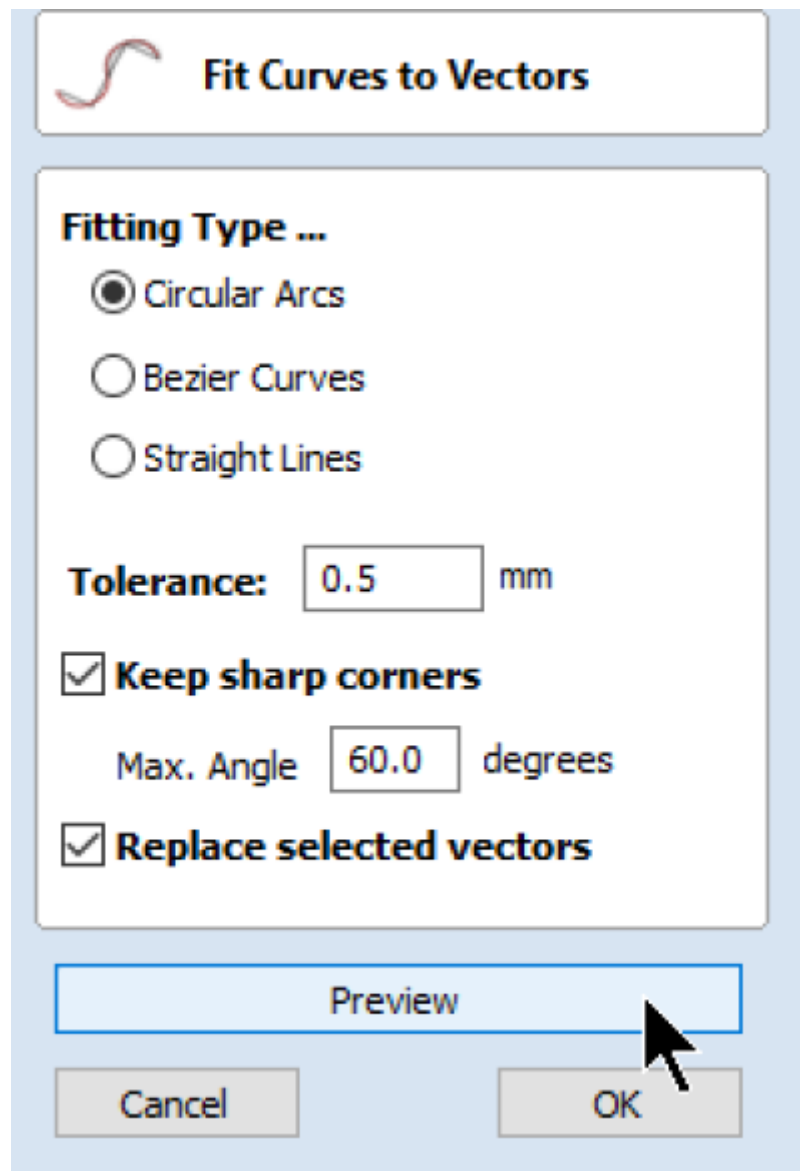 Fit Curves to Vectors
Fitting Type ...
Circular Arcs
Bezier Curves
Straight Lines
Tolerance: 0.5 mm
Keep sharp corners
Max. Angle 60.0 degrees
Replace selected vectors
Preview
Cancel OK